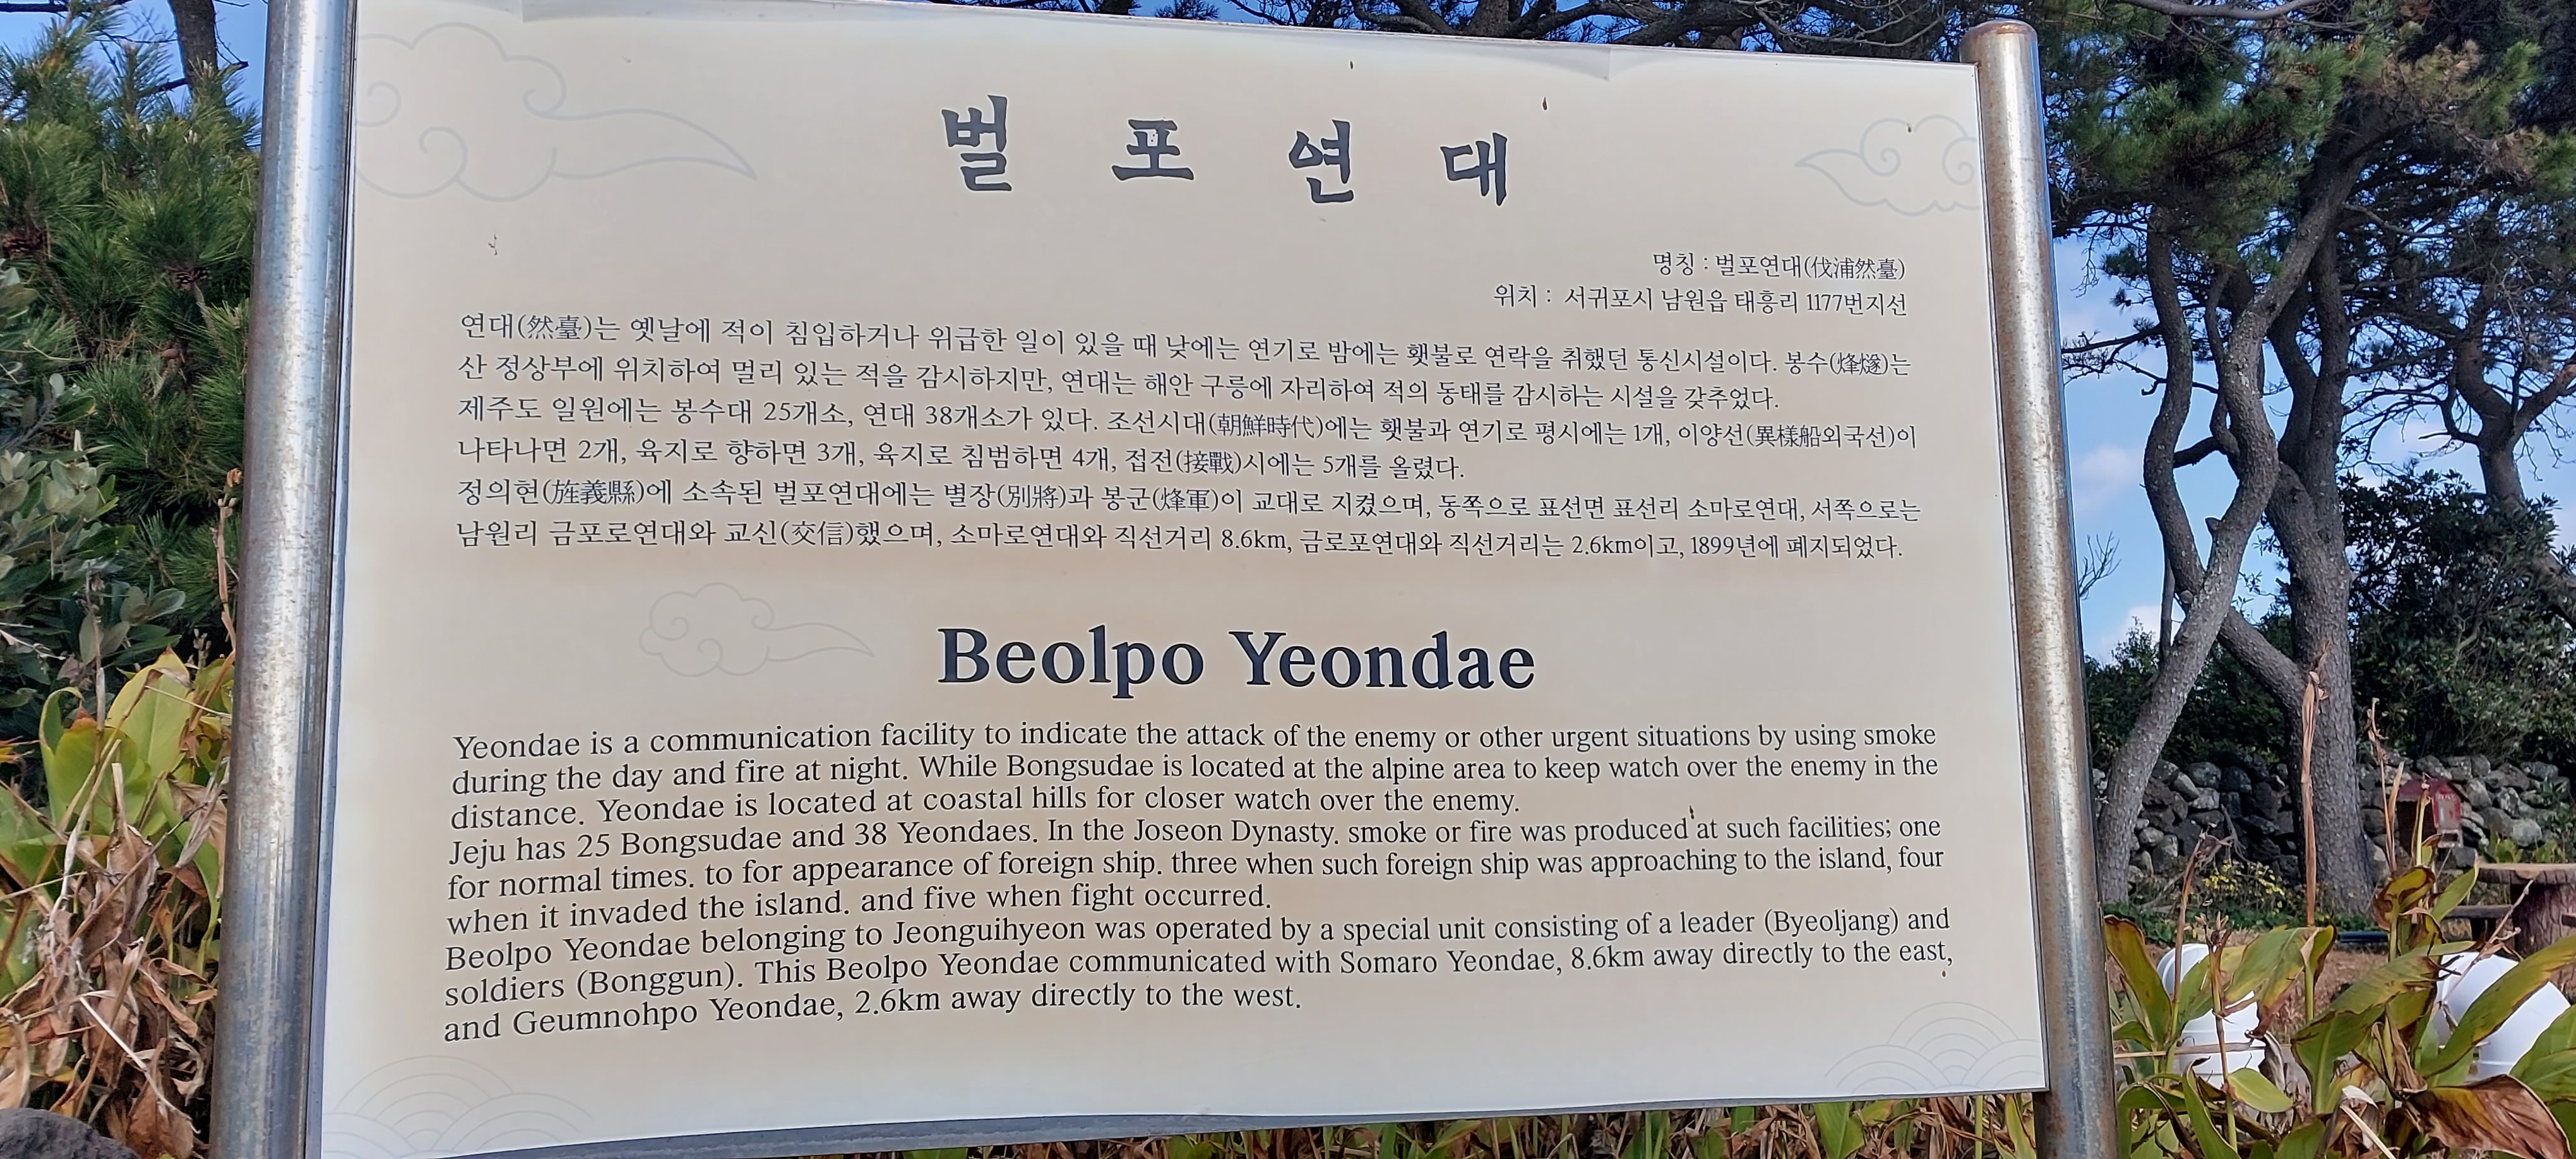 벌포연대
명칭 : 벌포연대(伐浦然臺)
위치 : 서귀포시 남원읍 태흥리 1177번지선
연대(然臺)는 옛날에 적이 침입하거나 위급한 일이 있을 때 낮에는 연기로 밤에는 횃불로 연락을 취했던 통신시설이다. 봉수(烽燧)는
산 정상부에 위치하여 멀리 있는 적을 감시하지만, 연대는 해안 구릉에 자리하여 적의 동태를 감시하는 시설을 갖추었다.
제주도 일원에는 봉수대 25개소, 연대 38개소가 있다. 조선시대(朝鮮時代)에는 횃불과 연기로 평시에는 1개, 이양선(異樣船외국선)이
나타나면 2개, 육지로 향하면 3개, 육지로 침범하면 4개, 접전(接戰)시에는 5개를 올렸다.
정의현(旌義縣)에 소속된 벌포연대에는 별장(別將)과 봉군(烽軍)이 교대로 지켰으며, 동쪽으로 표선면 표선리 소마로연대, 서쪽으로는
남원리 금포로연대와 교신(交信)했으며, 소마로연대와 직선거리 8.6km, 금로포연대와 직선거리는 2.6km이고, 1899년에 폐지되었다.
Beolpo Yeondae
Yeondae is a communication facility to indicate the attack of the enemy or other urgent situations by using smoke
during the day and fire at night. While Bongsudae is located at the alpine area to keep watch over the enemy in the
distance. Yeondae is located at coastal hills for closer watch over the enemy.
Jeju has 25 Bongsudae and 38 Yeondaes. In the Joseon Dynasty. smoke or fire was produced at such facilities; one
for normal times. to for appearance of foreign ship. three when such foreign ship was approaching to the island, four
when it invaded the island. and five when fight occurred.
Beolpo Yeondae belonging to Jeonguihyeon was operated by a special unit consisting of a leader (Byeoljang) and
soldiers (Bonggun). This Beolpo Yeondae communicated with Somaro Yeondae, 8.6km away directly to the east,
and Geumnohpo Yeondae, 2.6km away directly to the west.